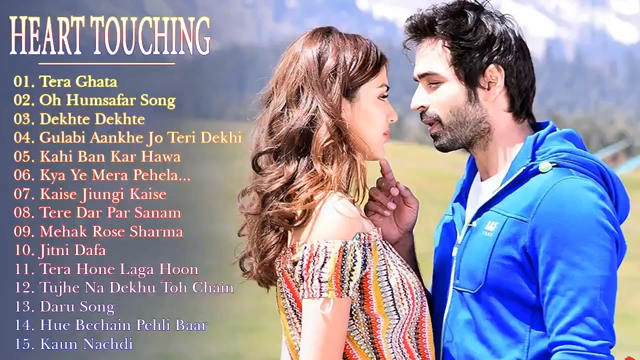 HEART TOUCHING
01. Tera Ghata
02. Oh Humsafar Song
03. Dekhte Dekhte
04. Gulabi Aankhe Jo Teri Dekhi
05. Kahi Ban Kar Hawa
06. Kya Ye Mera Pehela...
07. Kaise Jiungi Kaise
08. Tere Dar Par Sanam
09. Mehak Rose Sharma
10. Jitni Dafa
11. Tera Hone Laga Hoon
12. Tujhe Na Dekhu Toh Chain
13. Daru Song
14. Hue Bechain Pehli Baar
15. Kaun Nachdi